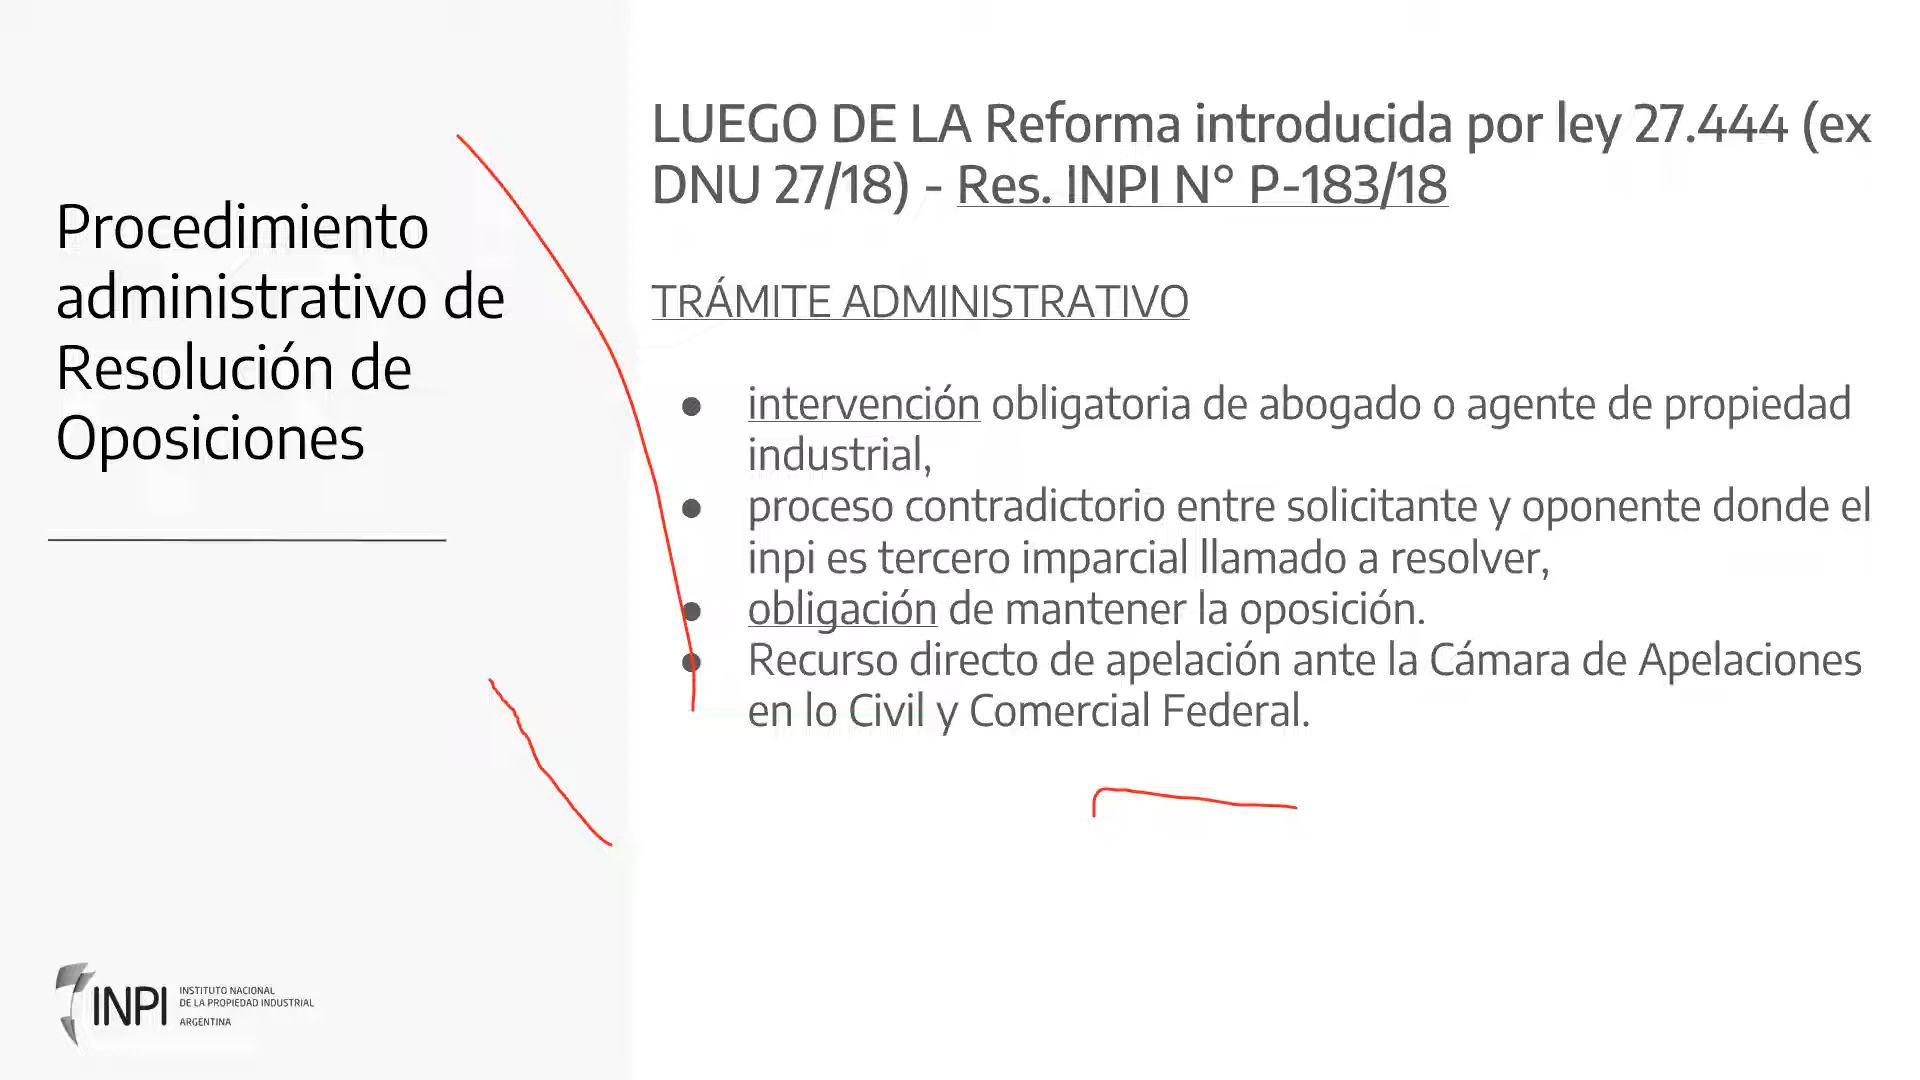 Procedimiento
administrativo de
Resolución de
Oposiciones
LUEGO DE LA Reforma introducida por ley 27.444 (ex
DNU 27/18) - Res. INPI N° P-183/18
TRÁMITE ADMINISTRATIVO
● intervención obligatoria de abogado o agente de propiedad
industrial,
● proceso contradictorio entre solicitante y oponente donde el
inpi es tercero imparcial llamado a resolver,
● obligación de mantener la oposición.
● Recurso directo de apelación ante la Cámara de Apelaciones
en lo Civil y Comercial Federal.
INPI
INSTITUTO NACIONAL
DE LA PROPIEDAD INDUSTRIAL
ARGENTINA